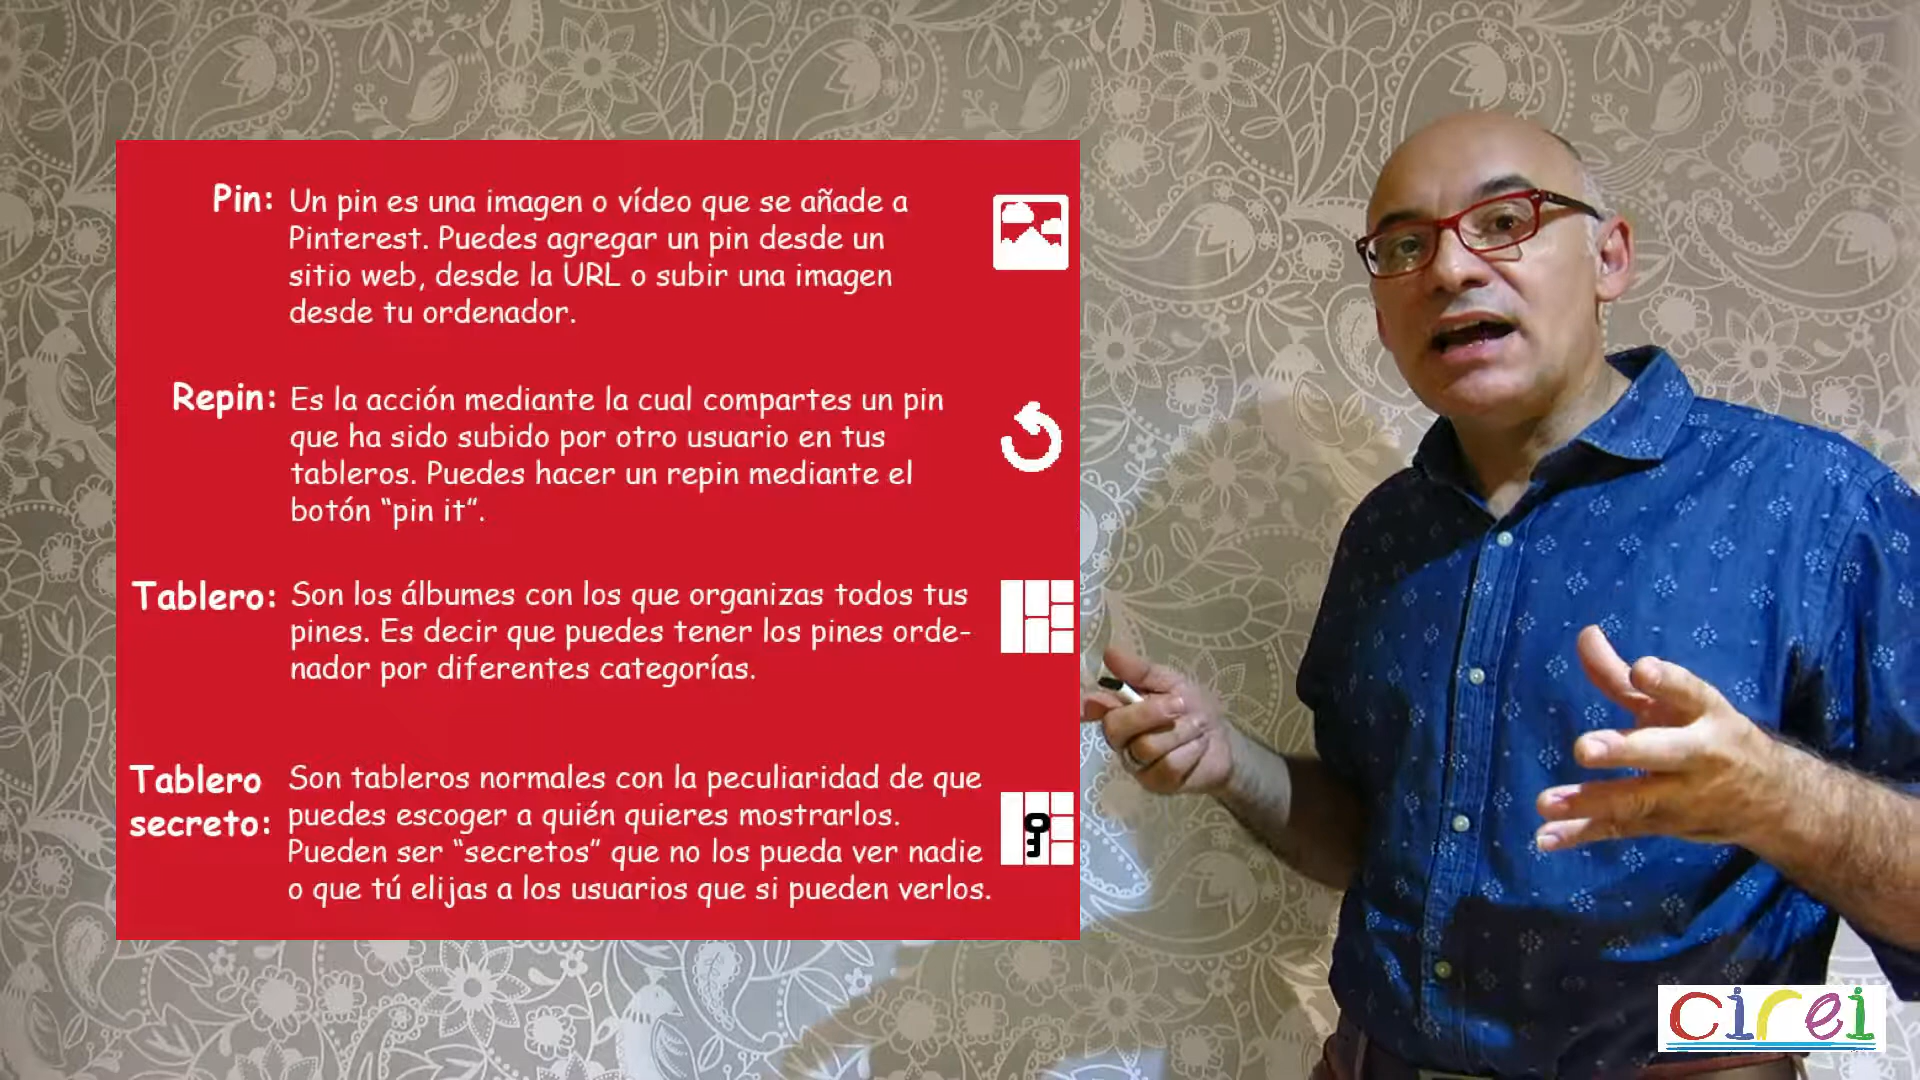 Pin: Un pin es una imagen o vídeo que se añade a
Pinterest. Puedes agregar un pin desde un
sitio web, desde la URL o subir una imagen
desde tu ordenador.
Repin: Es la acción mediante la cual compartes un pin
que ha sido subido por otro usuario en tus
tableros. Puedes hacer un repin mediante el
botón “pin it”.
Tablero: Son los álbumes con los que organizas todos tus
pines. Es decir que puedes tener los pines orde-
nador por diferentes categorías.
Tablero
secreto:
Son tableros normales con la peculiaridad de que
puedes escoger a quién quieres mostrarlos.
Pueden ser “secretos” que no los pueda ver nadie
o que tú elijas a los usuarios que si pueden verlos.
cirei